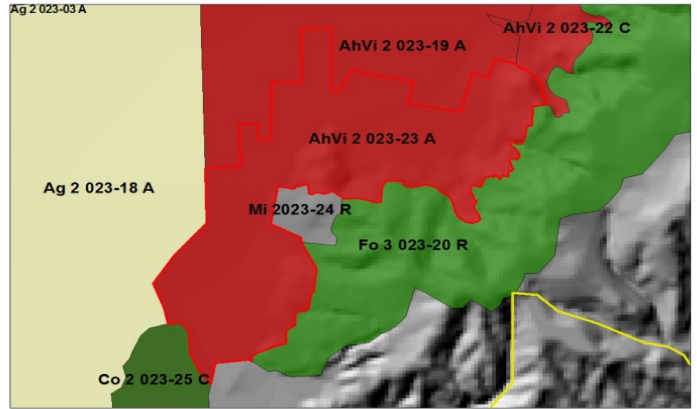 Ag 2 023-03 A
AhVi 2 023-22 C
AhVi 2 023-19 A
AhVi 2 023-23 A
Ag 2 023-18 A
Mi 2023-24 R
Fo 3 023-20 R
Co 2 023-25 C